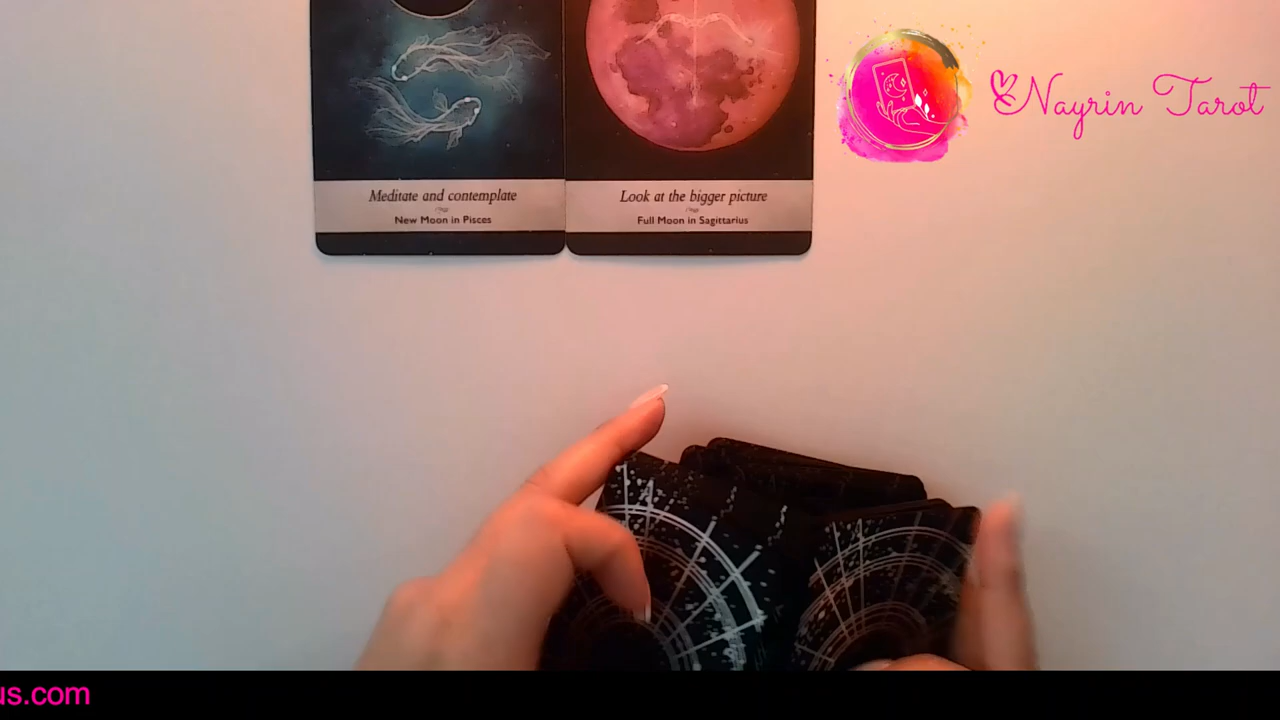 Nayrin Tarot
Meditate and contemplate
New Moon in Pisces
Look at the bigger picture
Full Moon in Sagittarius
us.com